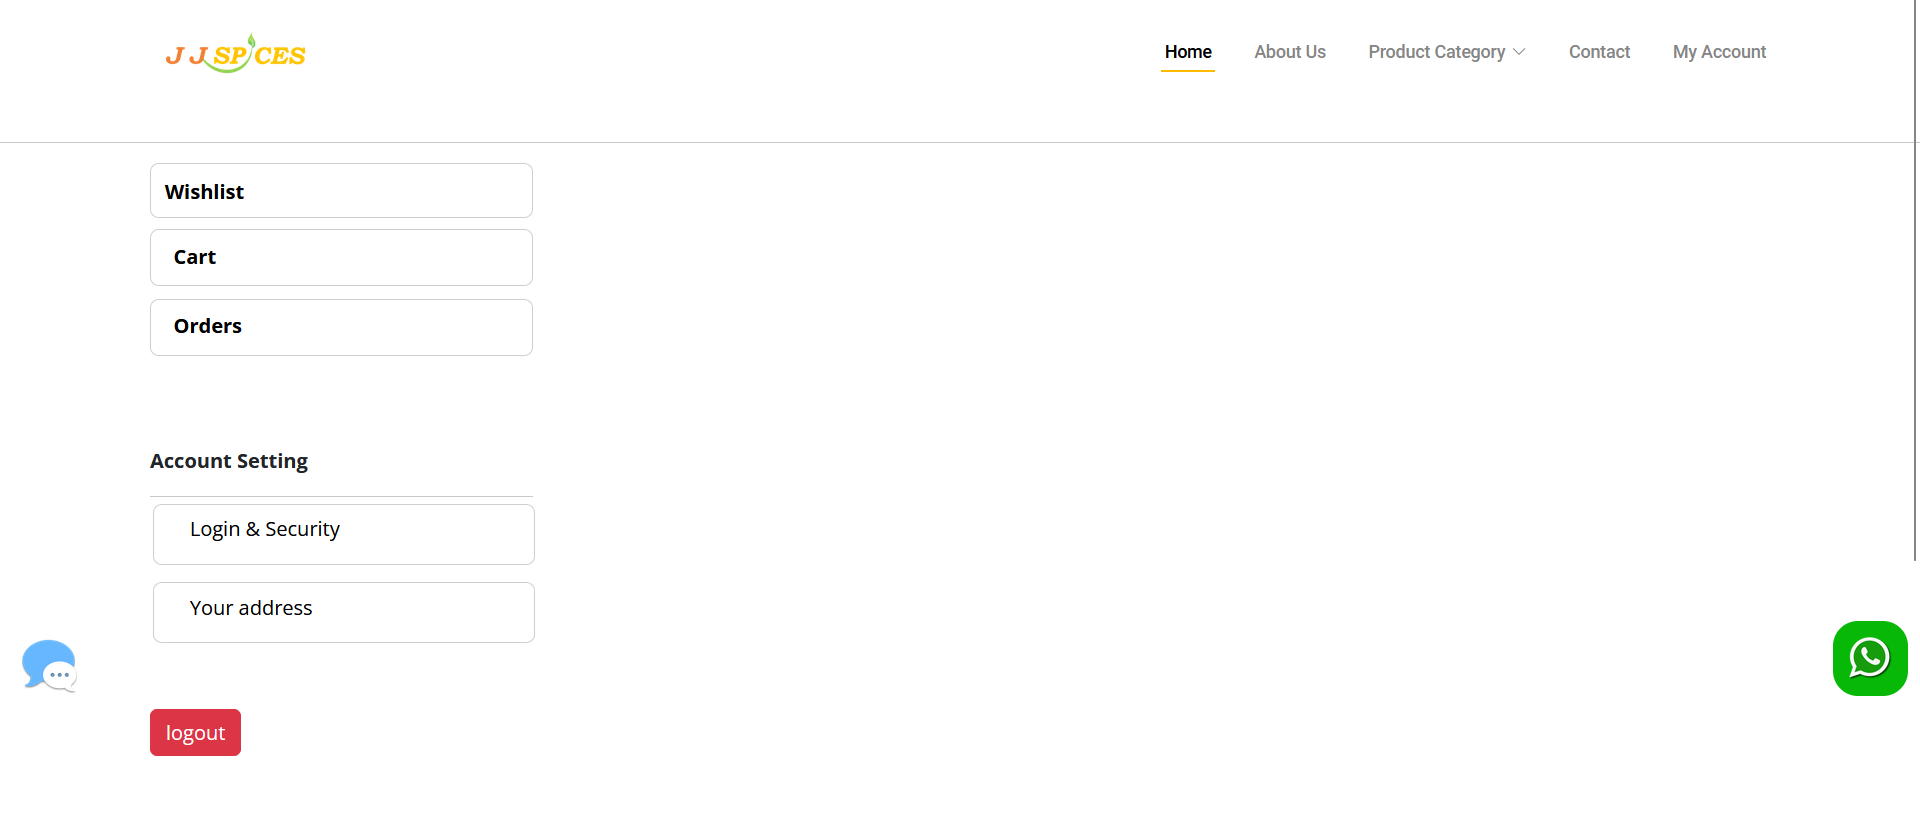 J J SPICES
Home About Us Product Category Contact My Account
Wishlist
Cart
Orders
Account Setting
Login & Security
Your address
logout